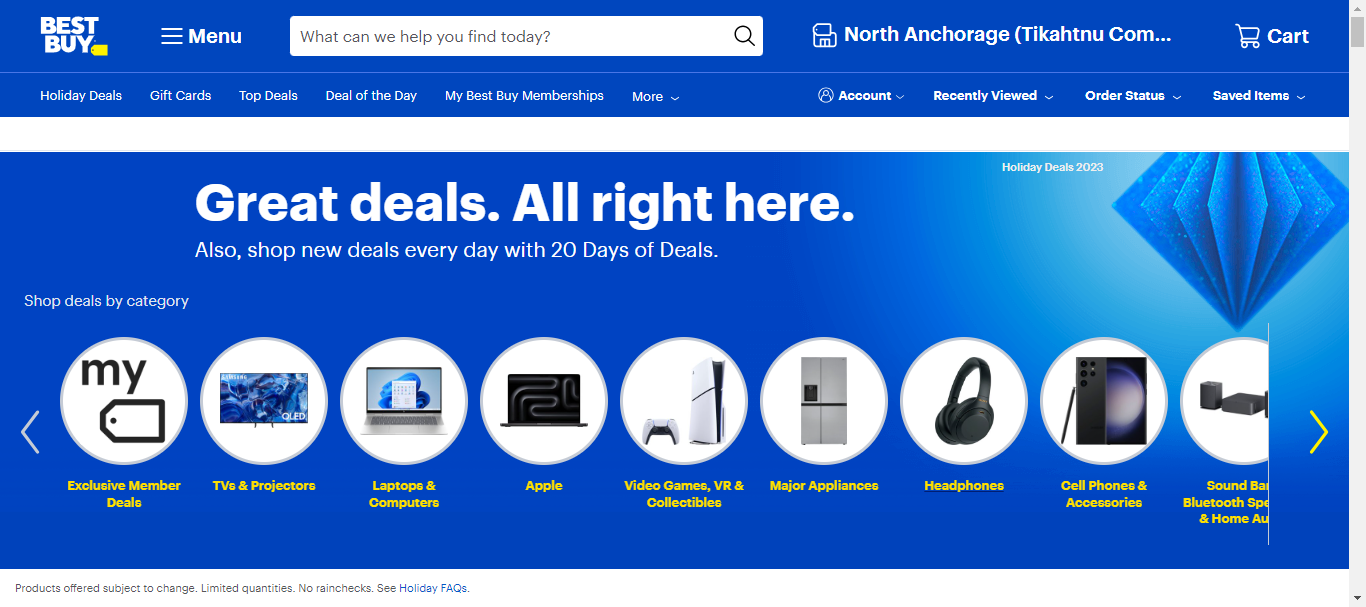 BEST
BUY
Menu
What can we help you find today?
North Anchorage (Tikahtnu Com...
Cart
Holiday Deals
Gift Cards
Top Deals
Deal of the Day
My Best Buy Memberships
More
Account
Recently Viewed
Order Status
Saved Items
Holiday Deals 2023
Great deals. All right here.
Also, shop new deals every day with 20 Days of Deals.
Shop deals by category
my
SAMSUNG
QLED
Exclusive Member
Deals
TVs & Projectors
Laptops &
Computers
Apple
Video Games, VR &
Collectibles
Major Appliances
Headphones
Cell Phones &
Accessories
Sound Bar
Bluetooth Spe
& Home Au
Products offered subject to change. Limited quantities. No rainchecks. See Holiday FAQs.